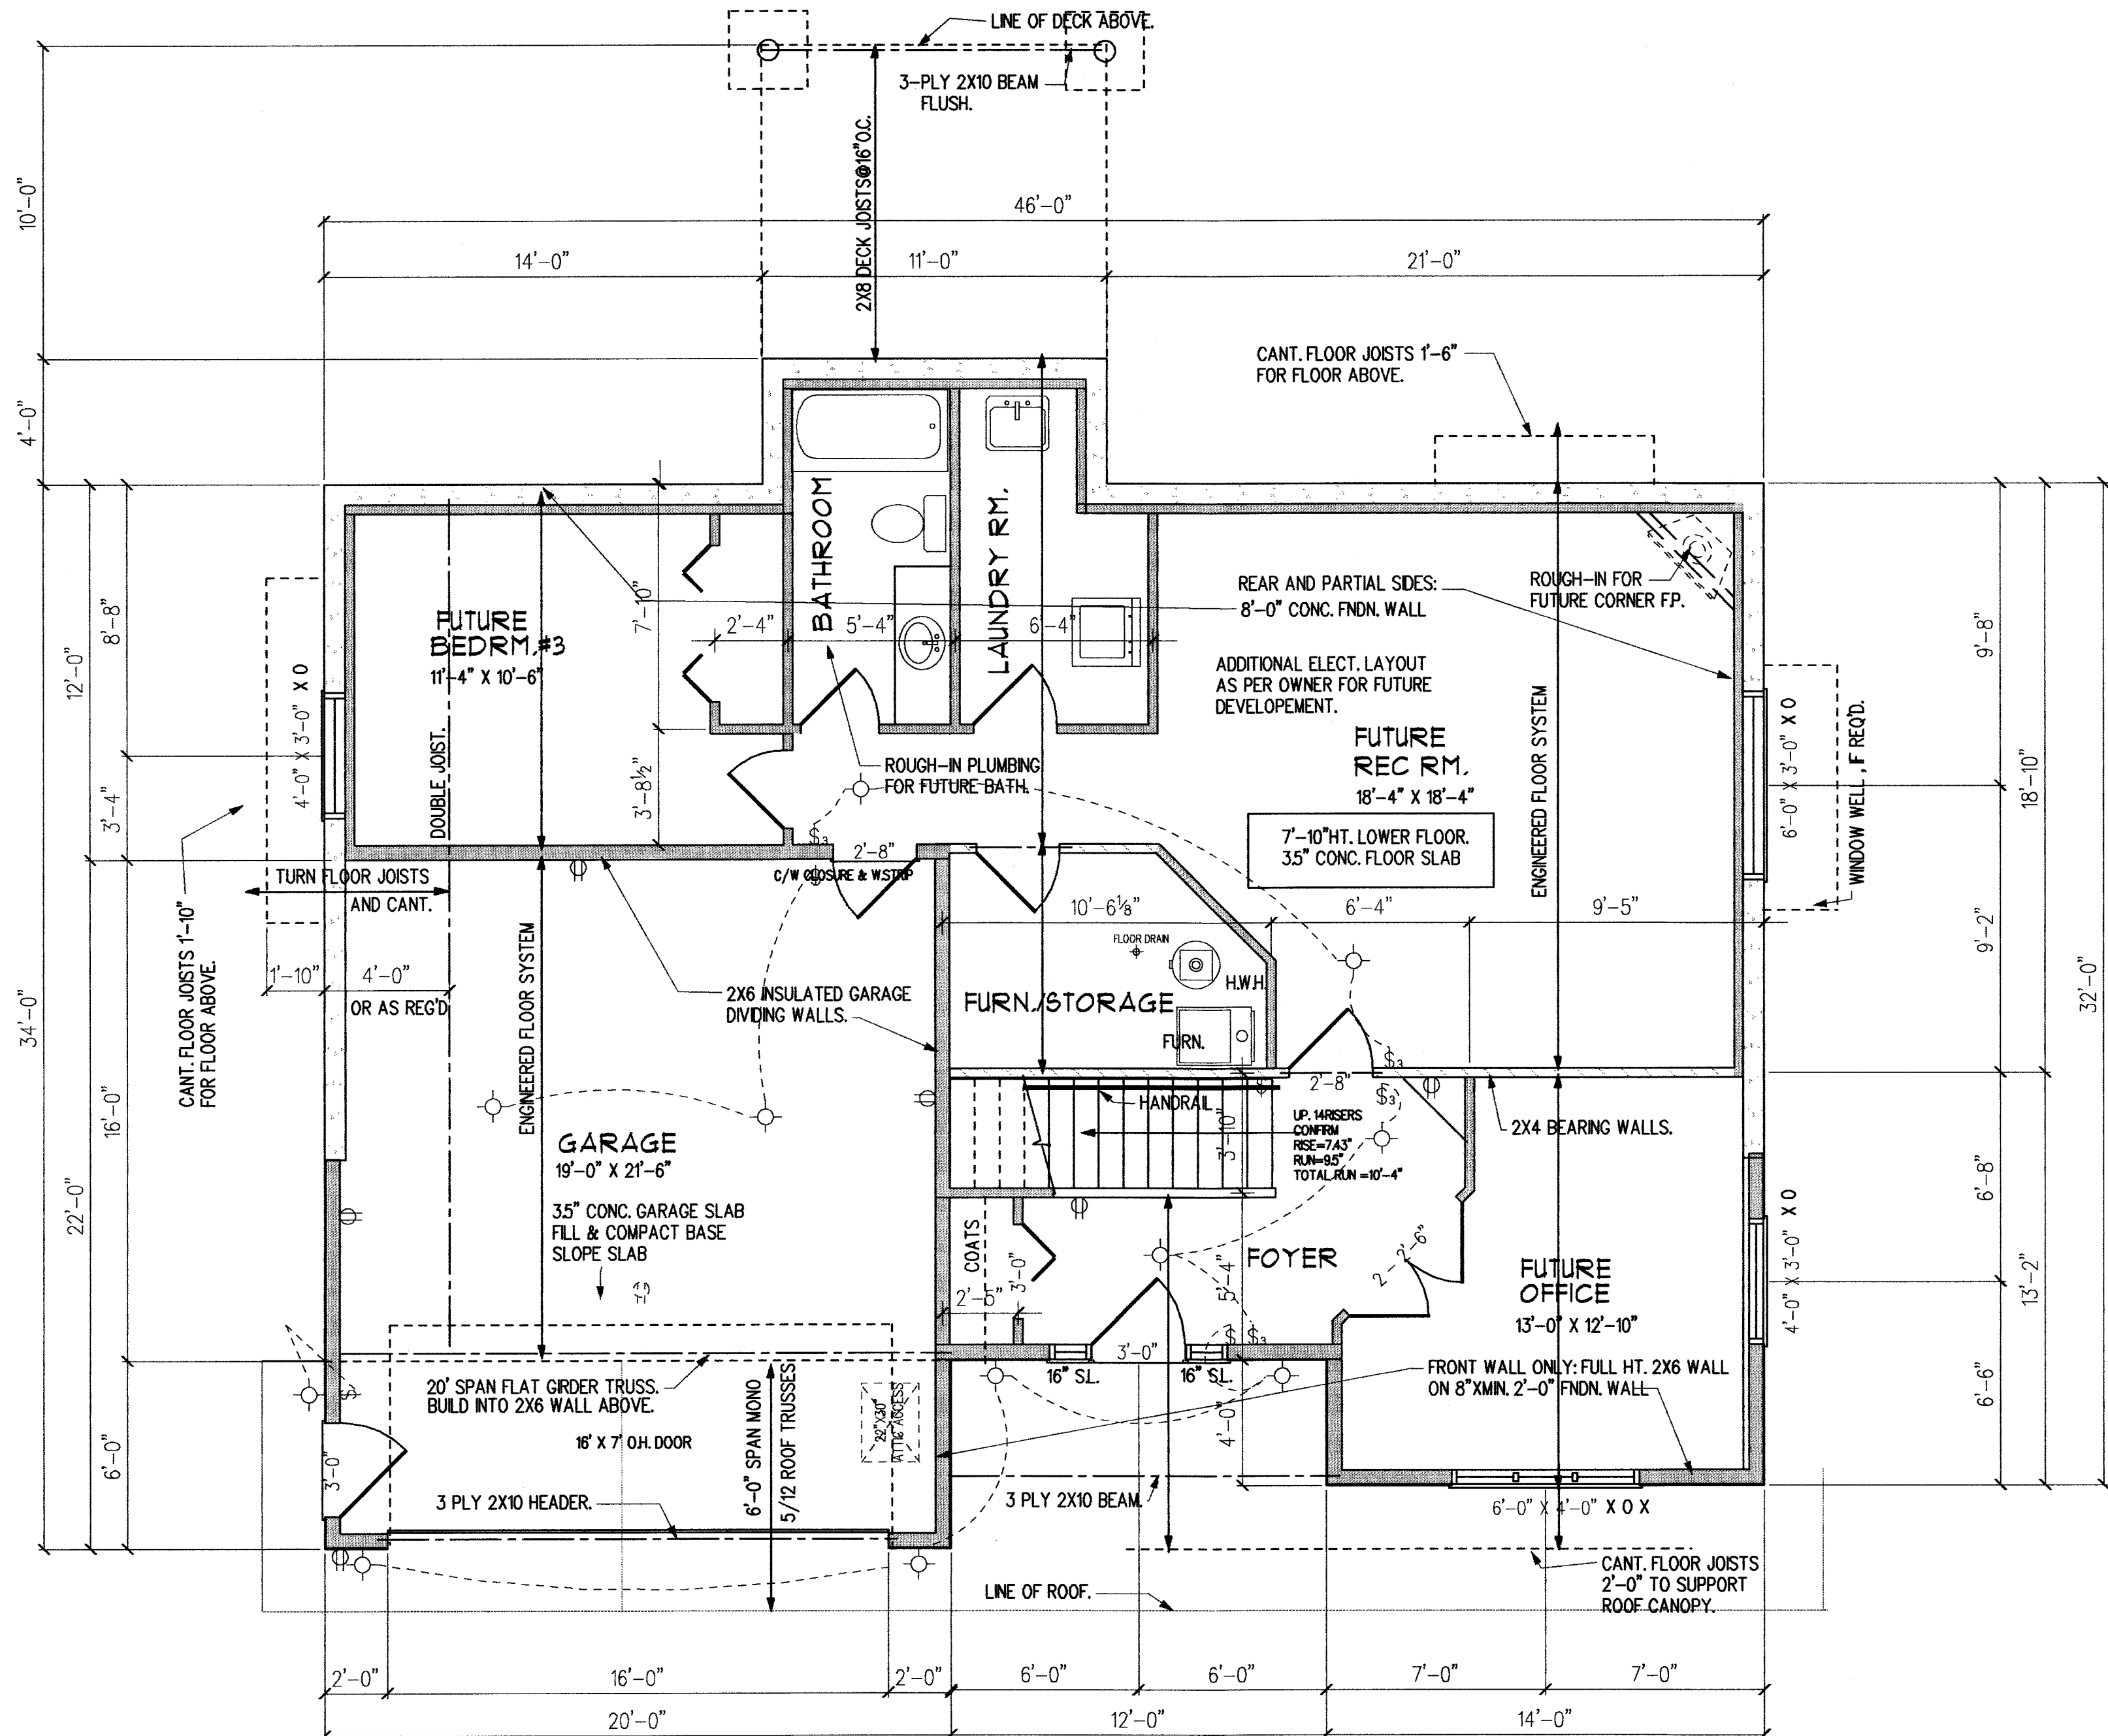 LINE OF DECK ABOVE.
3-PLY 2X10 BEAM
FLUSH.
2X8 DECK JOISTS@16"O.C.
10'-0"
46'-0"
14'-0"
11'-0"
21'-0"
CANT. FLOOR JOISTS 1'-6"
FOR FLOOR ABOVE.
4'-0"
BATHROOM
LAUNDRY RM.
REAR AND PARTIAL SIDES:
8'-0" CONC. FNDN. WALL
ROUGH-IN FOR
FUTURE CORNER F.P.
FUTURE
BEDRM. #3
11'-4" X 10'-6"
7'-10"
2'-4"
5'-4"
6'-4"
8'-8"
12'-0"
4'-0" X 3'-0" X O
ADDITIONAL ELECT. LAYOUT
AS PER OWNER FOR FUTURE
DEVELOPEMENT.
FUTURE
REC RM.
18'-4" X 18'-4"
7'-10"HT. LOWER FLOOR.
3.5" CONC. FLOOR SLAB
ENGINEERED FLOOR SYSTEM
6'-0" X 3'-0" X O
WINDOW WELL, IF REQ'D.
9'-8"
18'-10"
32'-0"
DOUBLE JOIST.
3'-4"
3'-8½"
ROUGH-IN PLUMBING
FOR FUTURE BATH.
$3
2'-8"
C/W CLOSURE & W.STRIP
TURN FLOOR JOISTS
AND CANT.
1'-10"
4'-0"
OR AS REG'D
CANT. FLOOR JOISTS 1'-10"
FOR FLOOR ABOVE.
34'-0"
16'-0"
22'-0"
ENGINEERED FLOOR SYSTEM
2X6 INSULATED GARAGE
DIVIDING WALLS.
10'-6⅛"
6'-4"
9'-5"
9'-2"
FLOOR DRAIN
H.W.H.
FURN./STORAGE
FURN.
2'-8"
$3
$3
HANDRAIL
3'-10"
UP. 14RISERS
CONFIRM
RISE=7.43"
RUN=9.5"
TOTAL RUN =10'-4"
2X4 BEARING WALLS.
GARAGE
19'-0" X 21'-6"
3.5" CONC. GARAGE SLAB
FILL & COMPACT BASE
SLOPE SLAB
COATS
3'-0"
2'-6"
FOYER
5'-4"
2-2'-6"
FUTURE
OFFICE
13'-0" X 12'-10"
4'-0" X 3'-0" X O
6'-8"
13'-2"
6'-6"
$ $3
3'-0"
16" S.L.
16" S.L.
4'-0"
FRONT WALL ONLY: FULL HT. 2X6 WALL
ON 8"XMIN. 2'-0" FNDN. WALL
$
20' SPAN FLAT GIRDER TRUSS.
BUILD INTO 2X6 WALL ABOVE.
16' X 7' O.H. DOOR
22"X30"
ATTIC ACCESS
6'-0" SPAN MONO
5/12 ROOF TRUSSES
6'-0"
3'-0"
3 PLY 2X10 HEADER.
3 PLY 2X10 BEAM.
6'-0" X 4'-0" X O X
CANT. FLOOR JOISTS
2'-0" TO SUPPORT
ROOF CANOPY.
LINE OF ROOF.
2'-0"
16'-0"
2'-0"
6'-0"
6'-0"
7'-0"
7'-0"
20'-0"
12'-0"
14'-0"